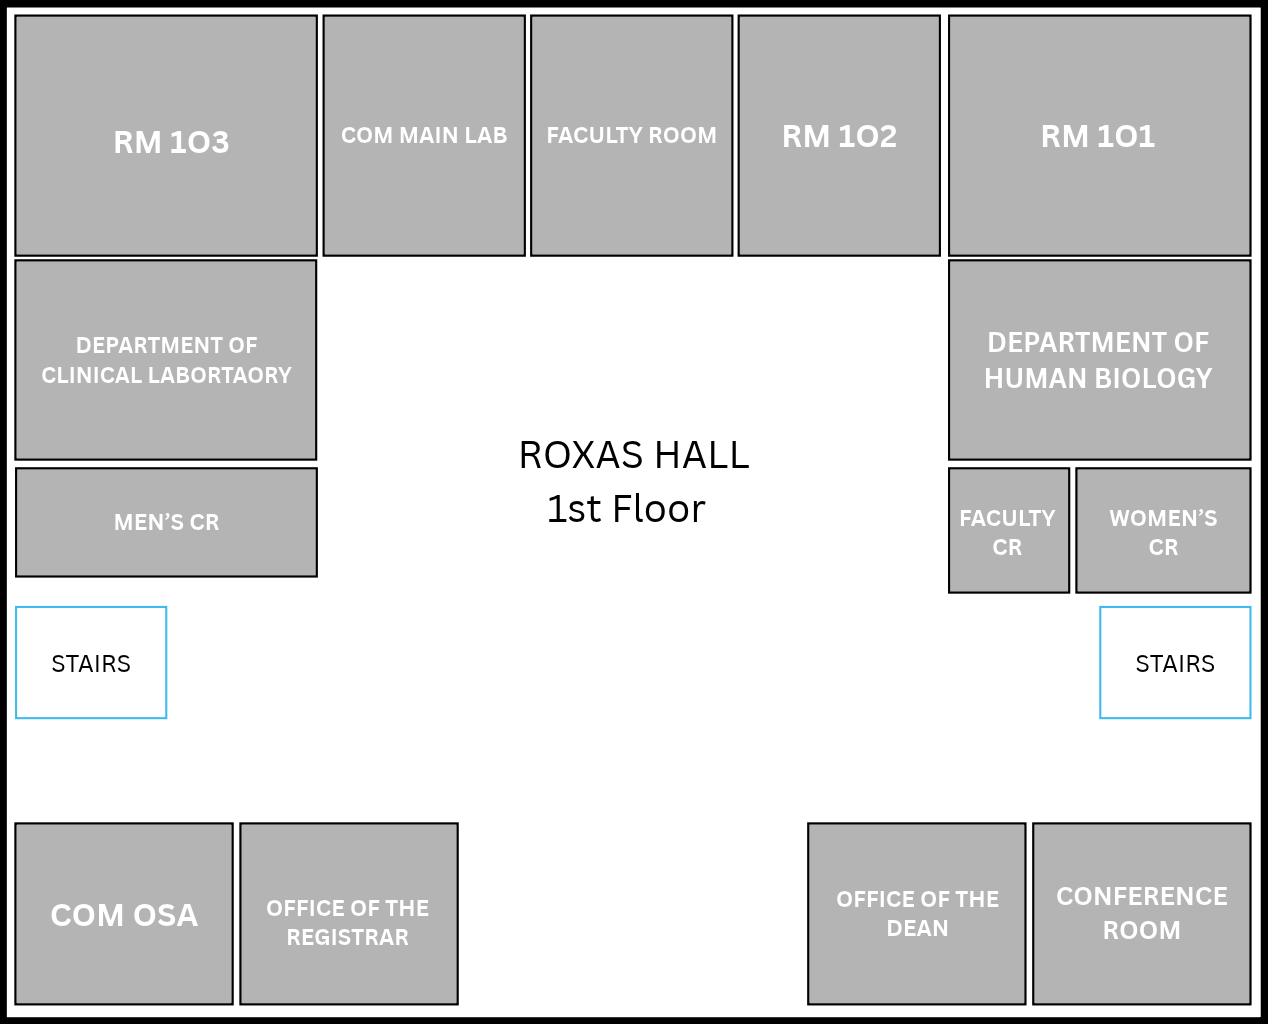 RM 1O3
COM MAIN LAB
FACULTY ROOM
RM 1O2
RM 1O1
DEPARTMENT OF
CLINICAL LABORTAORY
DEPARTMENT OF
HUMAN BIOLOGY
ROXAS HALL
1st Floor
MEN’S CR
FACULTY
CR
WOMEN’S
CR
STAIRS
STAIRS
COM OSA
OFFICE OF THE
REGISTRAR
OFFICE OF THE
DEAN
CONFERENCE
ROOM